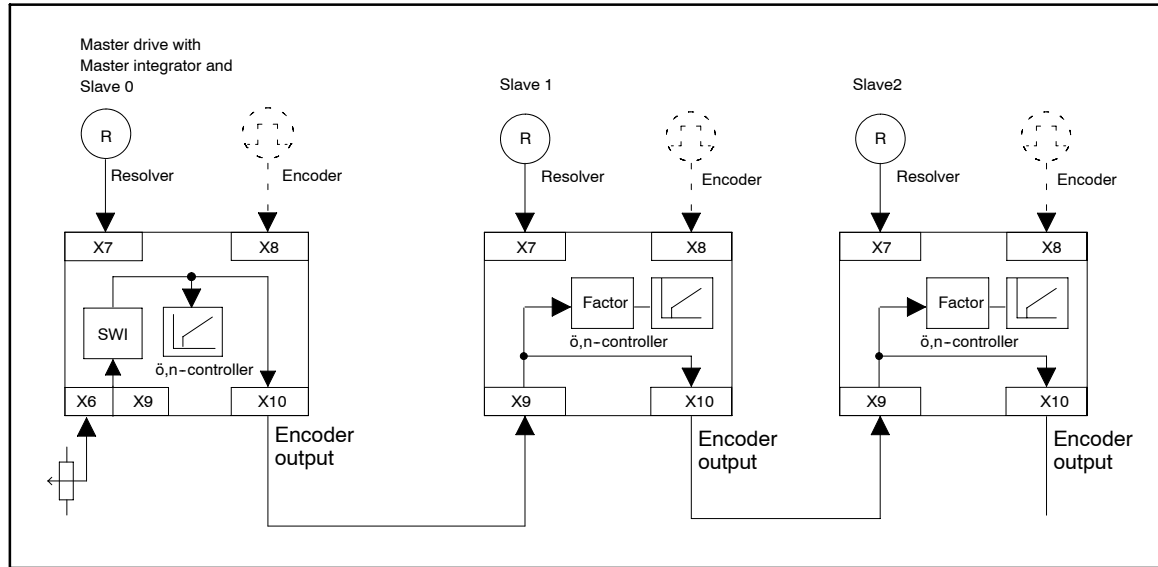 Master drive with
Master integrator and
Slave 0
Slave 1
Slave2
R
R
R
Resolver
Encoder
Resolver
Encoder
Resolver
Encoder
X7
X8
X7
X8
X7
X8
SWI
ö,n-controller
Factor
ö,n-controller
Factor
ö,n-controller
X6
X9
X10
X9
X10
X9
X10
Encoder
output
Encoder
output
Encoder
output